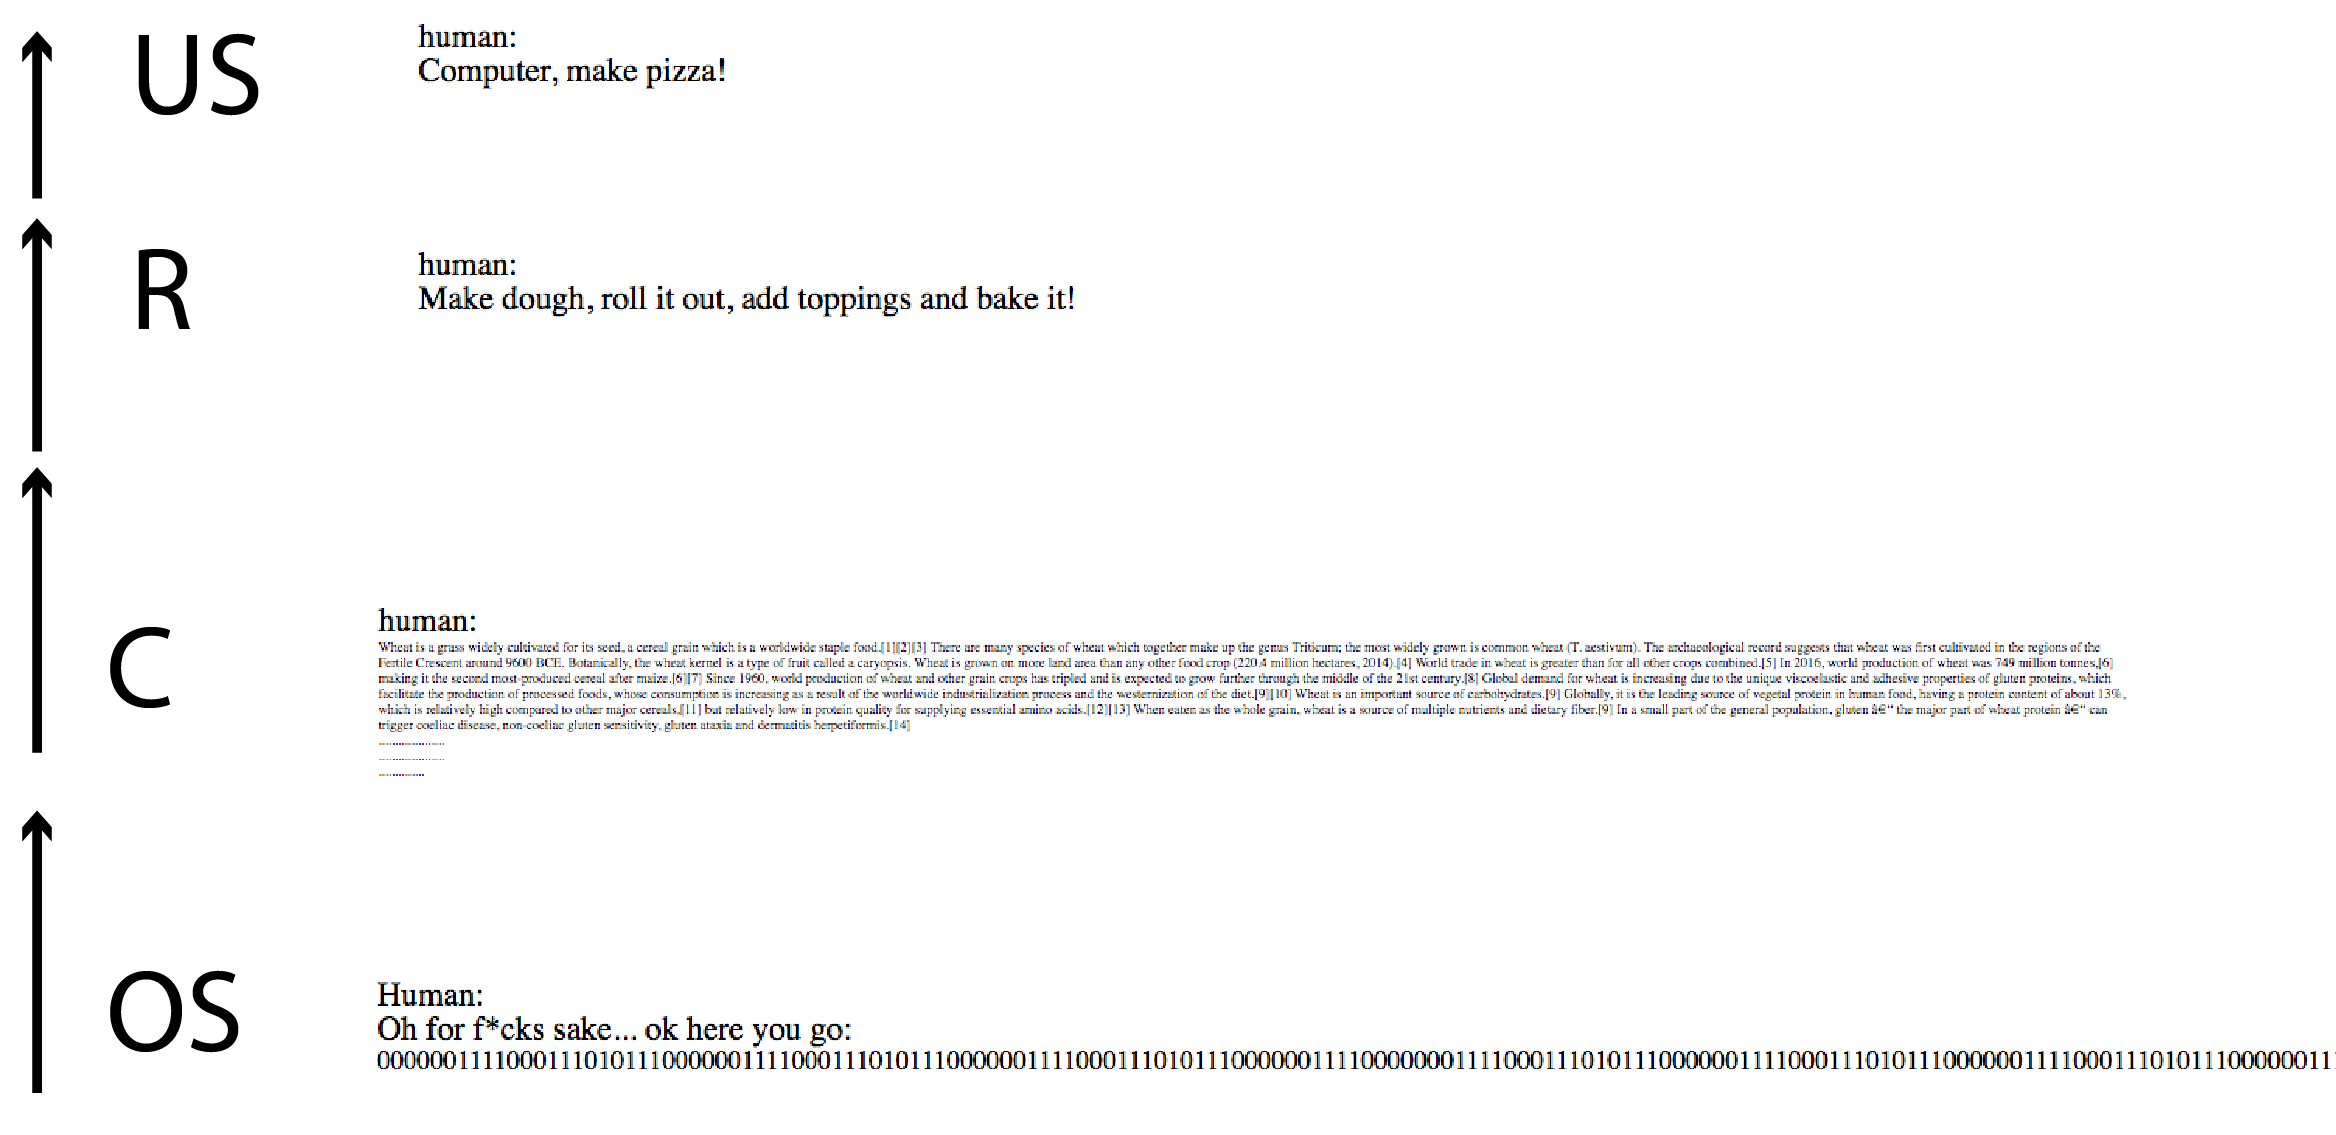 US
human:
Computer, make pizza!
R
human:
Make dough, roll it out, add toppings and bake it!
C
human:
Wheat is a grass widely cultivated for its seed, a cereal grain which is a worldwide staple food.[1][2][3] There are many species of wheat which together make up the genus Triticum; the most widely grown is common wheat (T. aestivum). The archaeological record suggests that wheat was first cultivated in the regions of the
Fertile Crescent around 9600 BCE. Botanically, the wheat kernel is a type of fruit called a caryopsis. Wheat is grown on more land area than any other food crop (220.4 million hectares, 2014).[4] World trade in wheat is greater than for all other crops combined.[5] In 2016, world production of wheat was 749 million tonnes,[6]
making it the second most-produced cereal after maize.[6][7] Since 1960, world production of wheat and other grain crops has tripled and is expected to grow further through the middle of the 21st century.[8] Global demand for wheat is increasing due to the unique viscoelastic and adhesive properties of gluten proteins, which
facilitate the production of processed foods, whose consumption is increasing as a result of the worldwide industrialization process and the westernization of the diet.[9][10] Wheat is an important source of carbohydrates.[9] Globally, it is the leading source of vegetal protein in human food, having a protein content of about 13%,
which is relatively high compared to other major cereals,[11] but relatively low in protein quality for supplying essential amino acids.[12][13] When eaten as the whole grain, wheat is a source of multiple nutrients and dietary fiber.[9] In a small part of the general population, gluten â€“ the major part of wheat protein â€“ can
trigger coeliac disease, non-coeliac gluten sensitivity, gluten ataxia and dermatitis herpetiformis.[14]
.....................
.....................
...............
OS
Human:
Oh for f*cks sake... ok here you go:
000000111100011101011100000011110001110101110000001111000111010111000000111100000001111000111010111000000111100011101011100000011110001110101110000001111